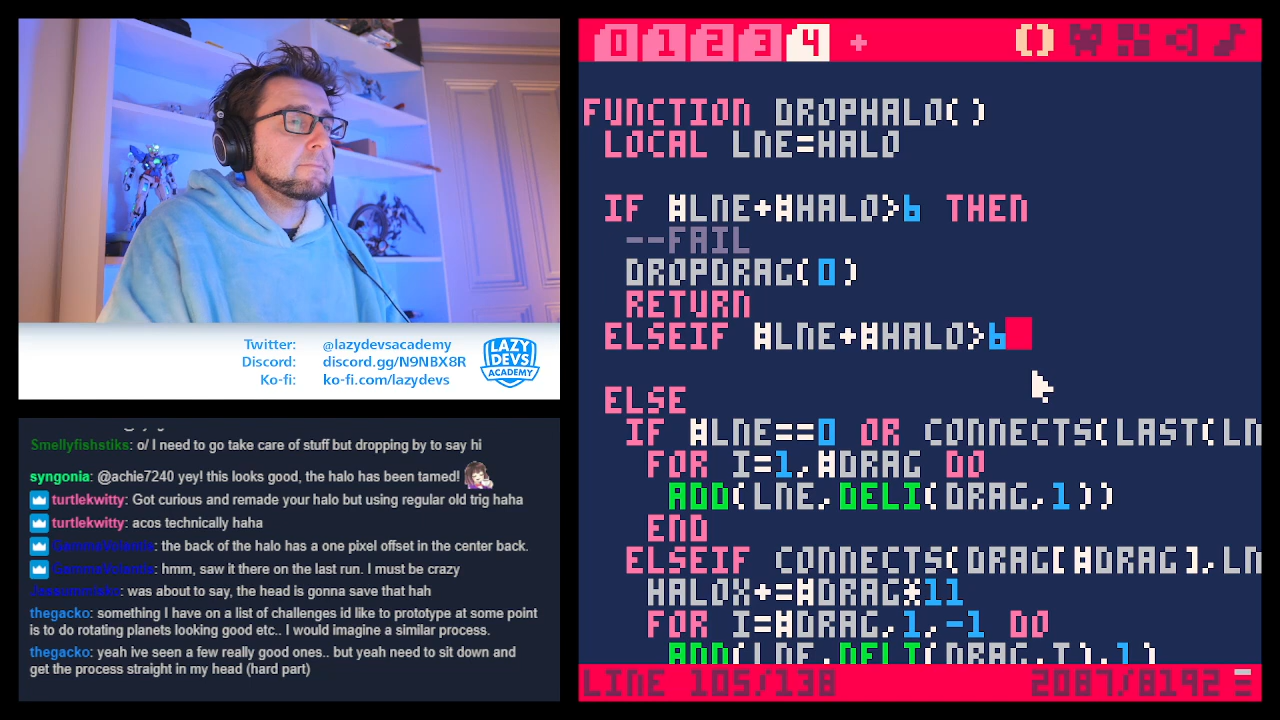 Twitter: @lazydevsacademy
Discord: discord.gg/N9NBX8R
Ko-fi: ko-fi.com/lazydevs
LAZY
DEVS
ACADEMY
Smellyfishstiks: o/ I need to go take care of stuff but dropping by to say hi
syngonia: @achie7240 yey! this looks good, the halo has been tamed!
turtlekwitty: Got curious and remade your halo but using regular old trig haha
turtlekwitty: acos technically haha
GammaVolantis: the back of the halo has a one pixel offset in the center back.
GammaVolantis: hmm, saw it there on the last run. I must be crazy
was about to say, the head is gonna save that hah
thegacko: something I have on a list of challenges id like to prototype at some point
is to do rotating planets looking good etc.. I would imagine a similar process.
thegacko: yeah ive seen a few really good ones.. but yeah need to sit down and
get the process straight in my head (hard part)
0 1 2 3 4 +
FUNCTION DROPHALO()
LOCAL LNE=HALO
IF #LNE+#HALO>6 THEN
--FAIL
DROPDRAG(0)
RETURN
ELSEIF #LNE+#HALO>6
ELSE
IF #LNE==0 OR CONNECTS(LAST(LN
FOR I=1,#DRAG DO
ADD(LNE,DELI(DRAG,1))
END
ELSEIF CONNECTS(DRAG[#DRAG],LN
HALOX+=#DRAG*11
FOR I=#DRAG,1,-1 DO
ADD(LNE,DELI(DRAG,I),1)
LINE 105/138 2087/8192